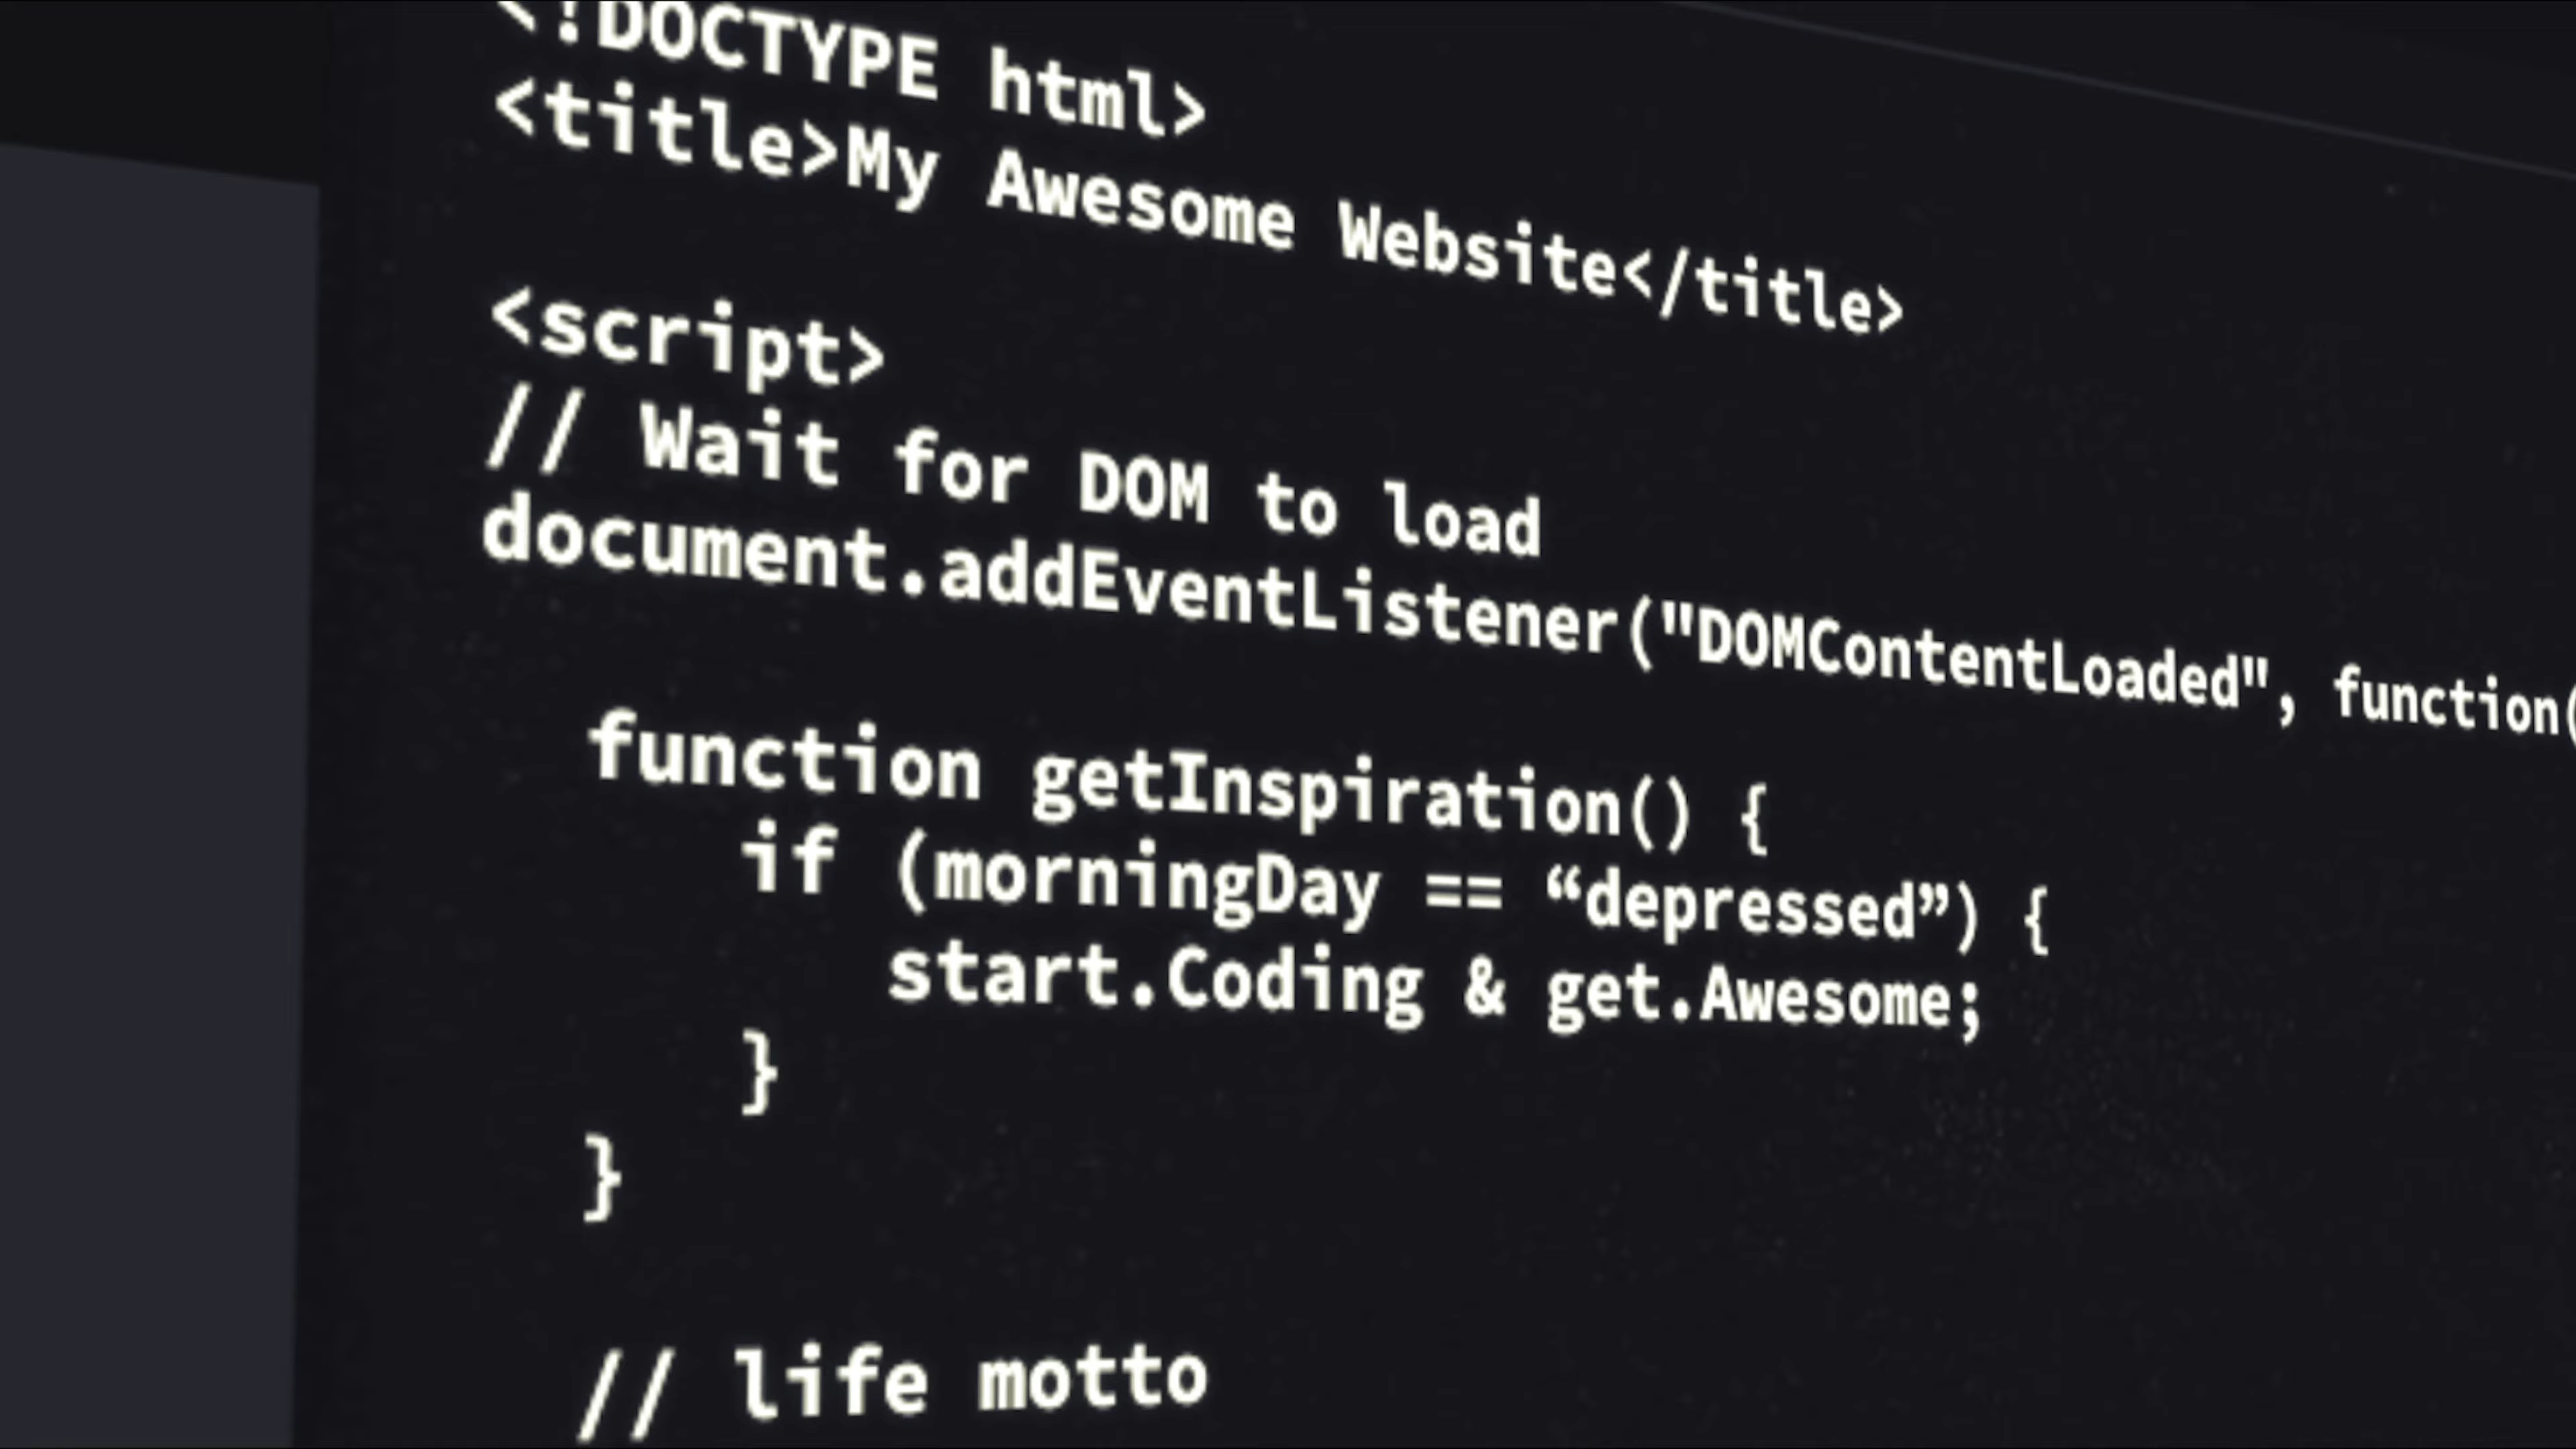 <!DOCTYPE html>
<title>My Awesome Website</title>
<script>
// Wait for DOM to load
document.addEventListener("DOMContentLoaded", function(
function getInspiration() {
if (morningDay == “depressed”) {
start.Coding & get.Awesome;
}
}
// life motto